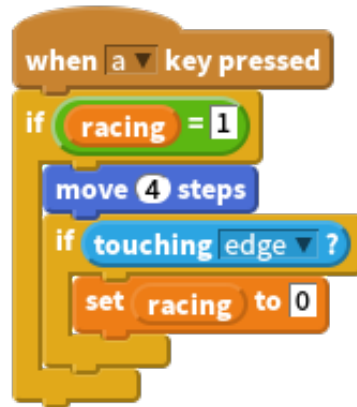 when a key pressed
if racing = 1
move 4 steps
if touching edge ?
set racing to 0